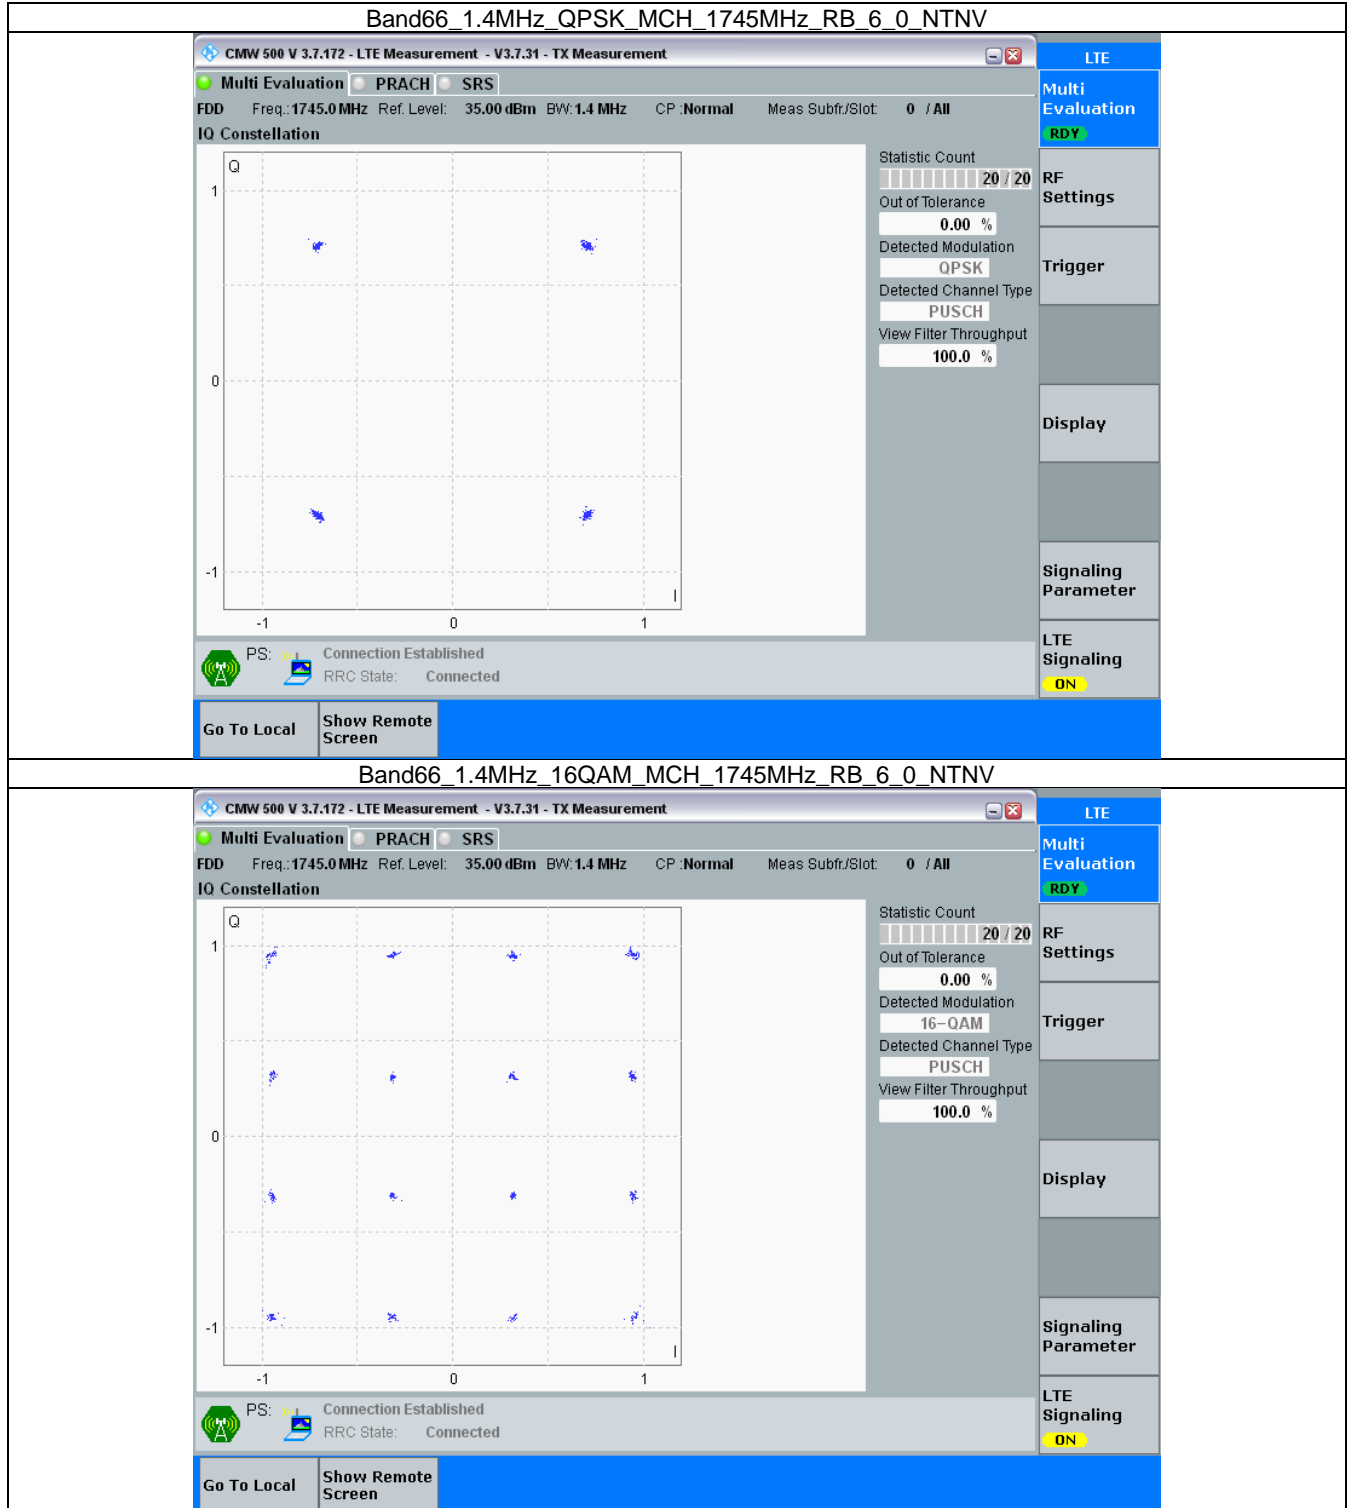 Band66_1.4MHz_QPSK_MCH_1745MHz_RB_6_0_NTNV
CMW 500 V 3.7.172 - LTE Measurement - V3.7.31 - TX Measurement
LTE
Multi Evaluation PRACH SRS
FDD Freq.:1745.0 MHz Ref. Level: 35.00 dBm BW:1.4 MHz CP :Normal Meas Subfr./Slot: 0 / All
IQ Constellation
Q
1
0
-1
I
-1 0 1
Statistic Count
20 / 20
Out of Tolerance
0.00 %
Detected Modulation
QPSK
Detected Channel Type
PUSCH
View Filter Throughput
100.0 %
Multi
Evaluation
RDY
RF
Settings
Trigger
Display
Signaling
Parameter
LTE
Signaling
ON
PS: Connection Established
RRC State: Connected
Go To Local
Show Remote
Screen
Band66_1.4MHz_16QAM_MCH_1745MHz_RB_6_0_NTNV
CMW 500 V 3.7.172 - LTE Measurement - V3.7.31 - TX Measurement
LTE
Multi Evaluation PRACH SRS
FDD Freq.:1745.0 MHz Ref. Level: 35.00 dBm BW:1.4 MHz CP :Normal Meas Subfr./Slot: 0 / All
IQ Constellation
Q
1
0
-1
I
-1 0 1
Statistic Count
20 / 20
Out of Tolerance
0.00 %
Detected Modulation
16-QAM
Detected Channel Type
PUSCH
View Filter Throughput
100.0 %
Multi
Evaluation
RDY
RF
Settings
Trigger
Display
Signaling
Parameter
LTE
Signaling
ON
PS: Connection Established
RRC State: Connected
Go To Local
Show Remote
Screen